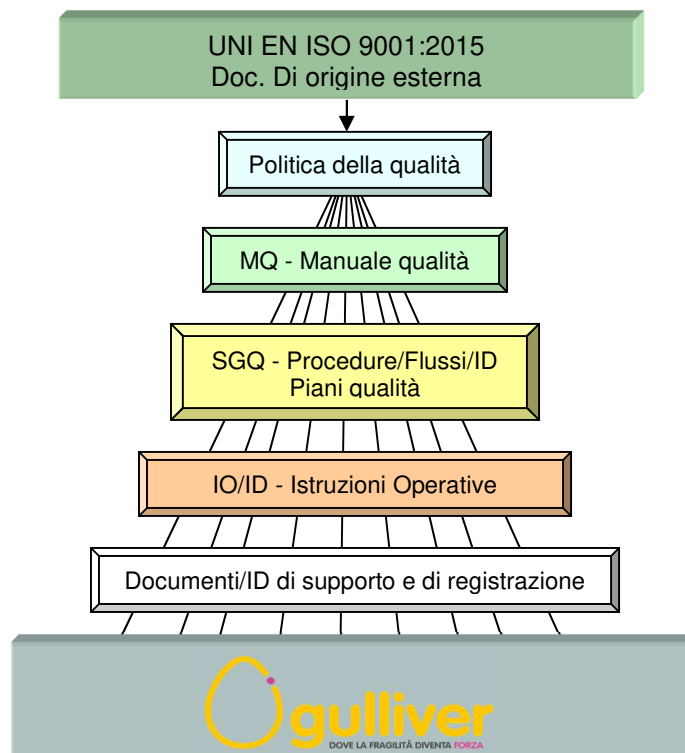 UNI EN ISO 9001:2015
Doc. Di origine esterna
Politica della qualità
MQ - Manuale qualità
SGQ - Procedure/Flussi/ID
Piani qualità
IO/ID - Istruzioni Operative
Documenti/ID di supporto e di registrazione
gulliver
DOVE LA FRAGILITÀ DIVENTA FORZA